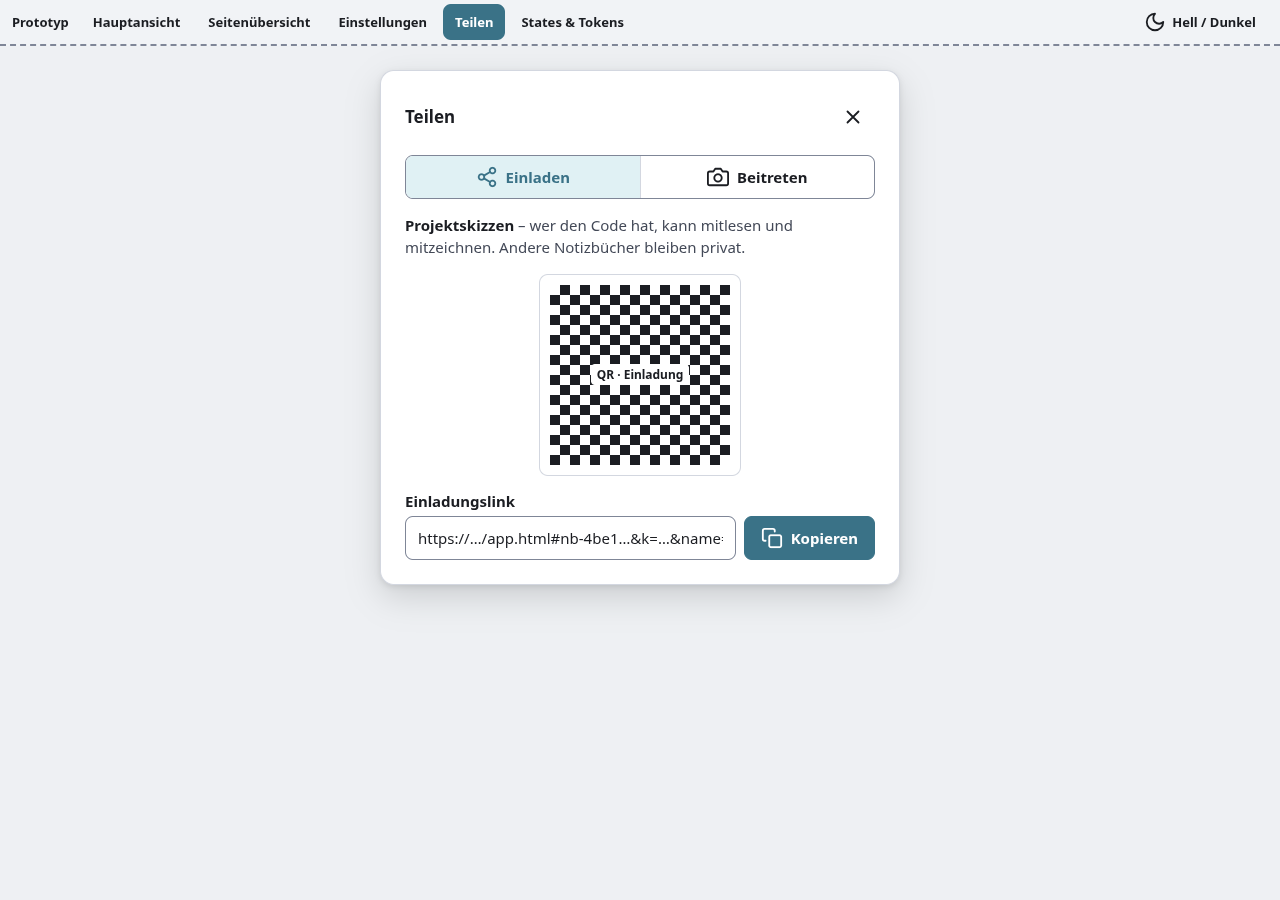 Prototyp Hauptansicht Seitenübersicht Einstellungen Teilen States & Tokens Hell / Dunkel
Teilen
Einladen Beitreten
Projektskizzen – wer den Code hat, kann mitlesen und
mitzeichnen. Andere Notizbücher bleiben privat.
QR · Einladung
Einladungslink
https://…/app.html#nb-4be1…&k=…&name= Kopieren